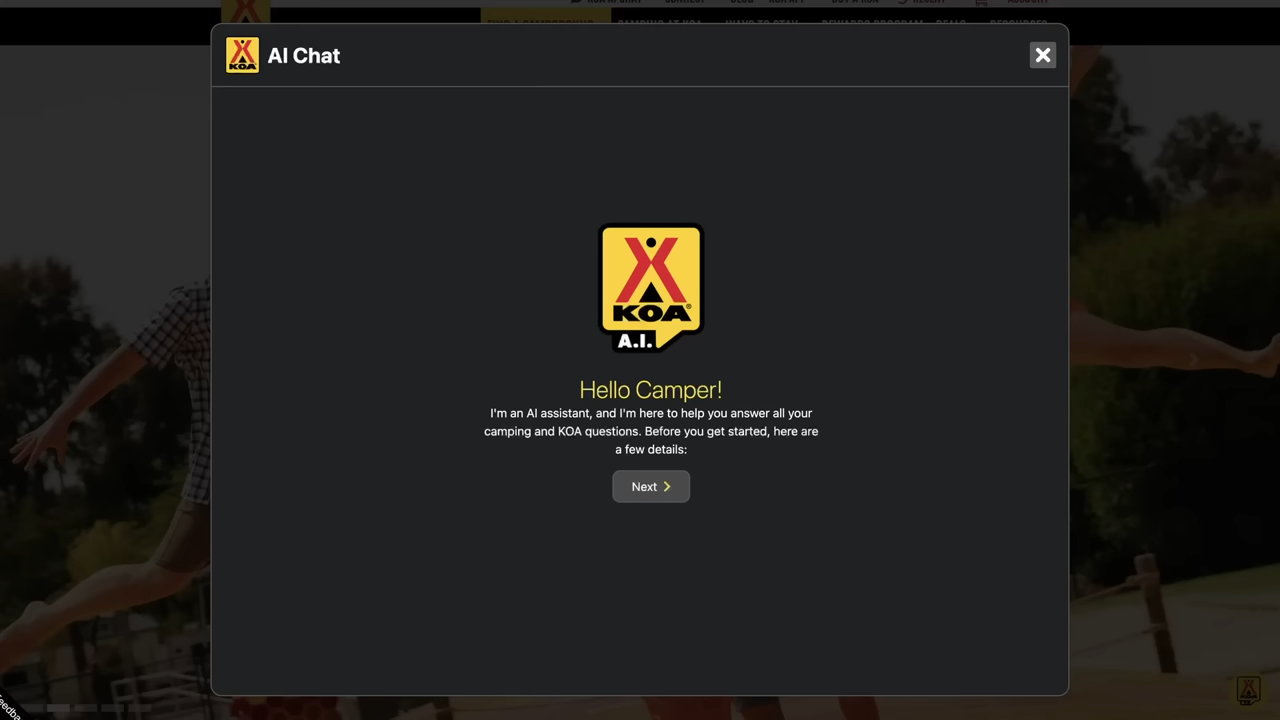 KOA
AI Chat
KOA
A.I.
Hello Camper!
I'm an AI assistant, and I'm here to help you answer all your
camping and KOA questions. Before you get started, here are
a few details:
Next